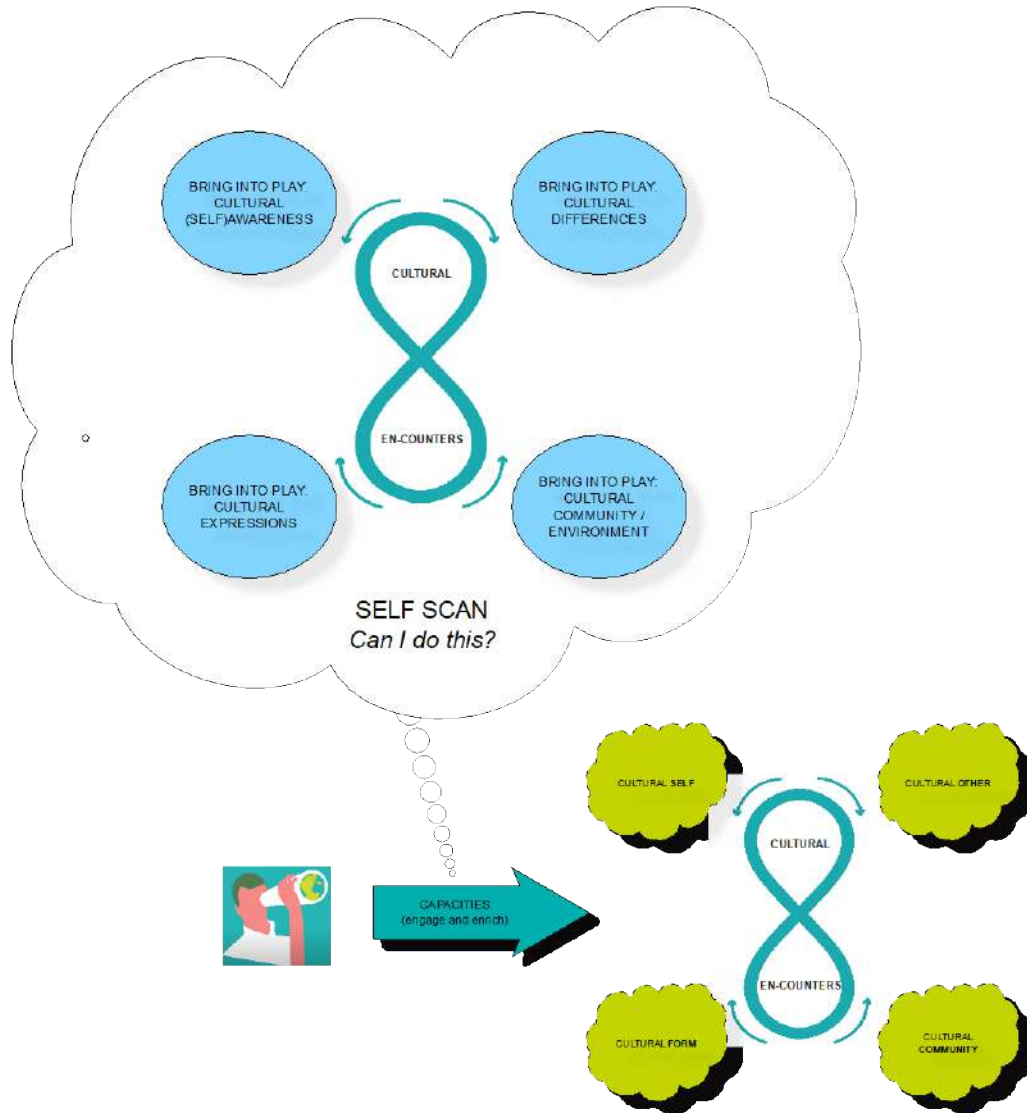 BRING INTO PLAY:
CULTURAL
(SELF)AWARENESS
BRING INTO PLAY:
CULTURAL
DIFFERENCES
CULTURAL
EN-COUNTERS
BRING INTO PLAY:
CULTURAL
EXPRESSIONS
BRING INTO PLAY:
CULTURAL
COMMUNITY /
ENVIRONMENT
SELF SCAN
Can I do this?
CAPACITIES
(engage and enrich)
CULTURAL SELF
CULTURAL OTHER
CULTURAL
EN-COUNTERS
CULTURAL FORM
CULTURAL
COMMUNITY